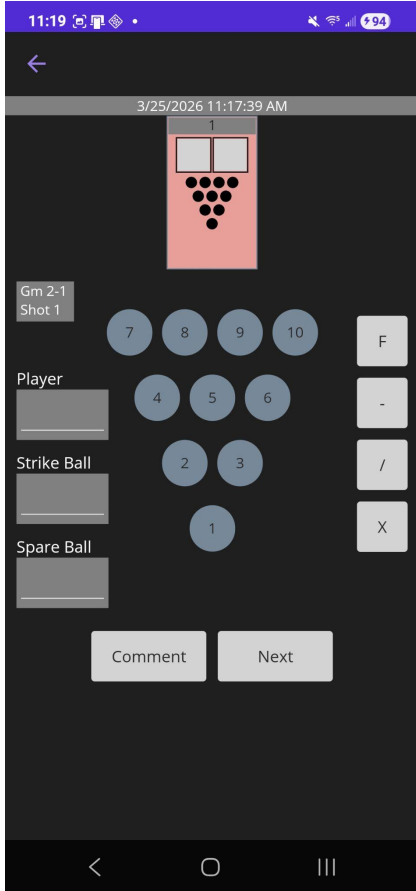 11:19
94
3/25/2026 11:17:39 AM
1
Gm 2-1
Shot 1
7 8 9 10
F
Player
4 5 6
-
Strike Ball
2 3
/
1
X
Spare Ball
Comment Next